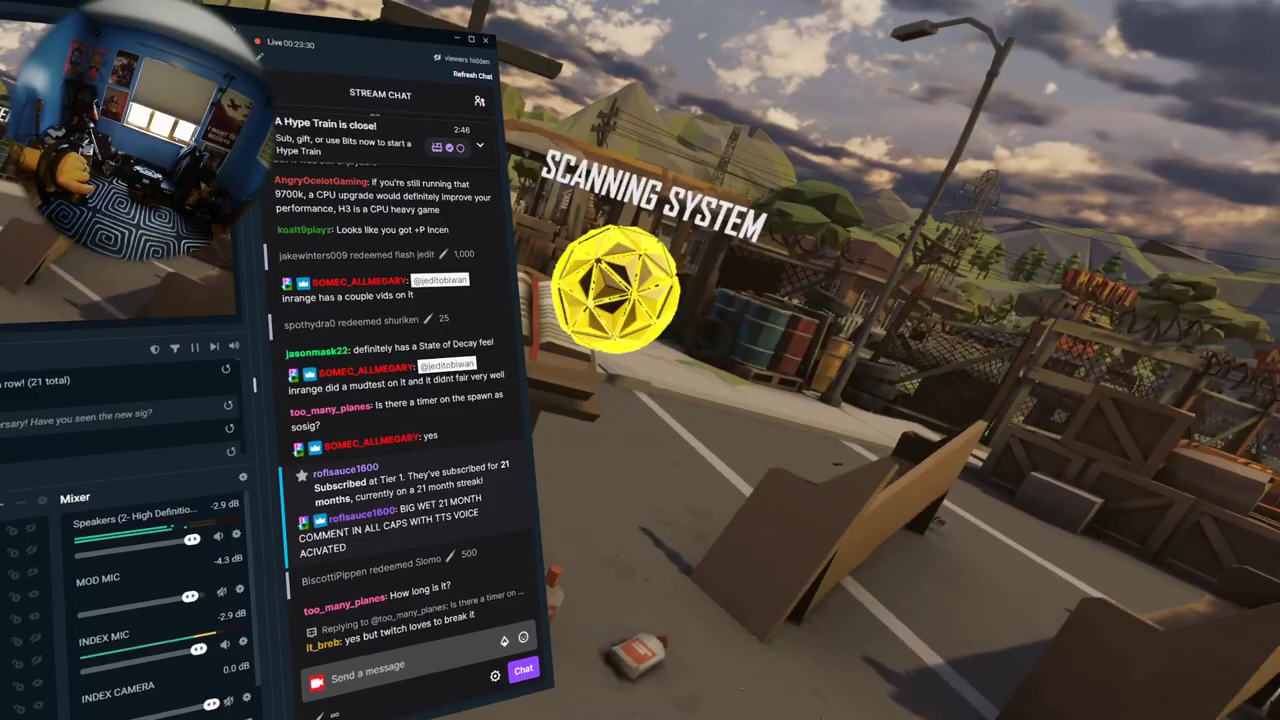 Live 00:23:30
viewers hidden
Refresh Chat
STREAM CHAT
A Hype Train is close!
2:46
Sub, gift, or use Bits now to start a
Hype Train
AngryOcelotGaming: If you're still running that
9700k, a CPU upgrade would definitely improve your
performance, H3 is a CPU heavy game
koalt9playz: Looks like you got +P Incen
jakewinters009 redeemed flash jedit 1,000
SOMEC_ALLMEGARY: @jeditobiwan
inrange has a couple vids on it
spothydra0 redeemed shuriken 25
jasonmask22: definitely has a State of Decay feel
SOMEC_ALLMEGARY: @jeditobiwan
inrange did a mudtest on it and it didnt fair very well
too_many_planes: Is there a timer on the spawn as
sosig?
SOMEC_ALLMEGARY: yes
roflsauce1600
Subscribed at Tier 1. They've subscribed for 21
months, currently on a 21 month streak!
roflsauce1600: BIG WET 21 MONTH
COMMENT IN ALL CAPS WITH TTS VOICE
ACIVATED
BiscottiPippen redeemed Slomo 500
too_many_planes: How long is it?
Replying to @too_many_planes: Is there a timer on ...
it_breb: yes but twitch loves to break it
Send a message
Chat
row! (21 total)
ersary! Have you seen the new sig?
Mixer
Speakers (2- High Definitio... -2.9 dB
-4.3 dB
MOD MIC
-2.9 dB
INDEX MIC
0.0 dB
INDEX CAMERA
SCANNING SYSTEM
I WANT TO
BELIEVE